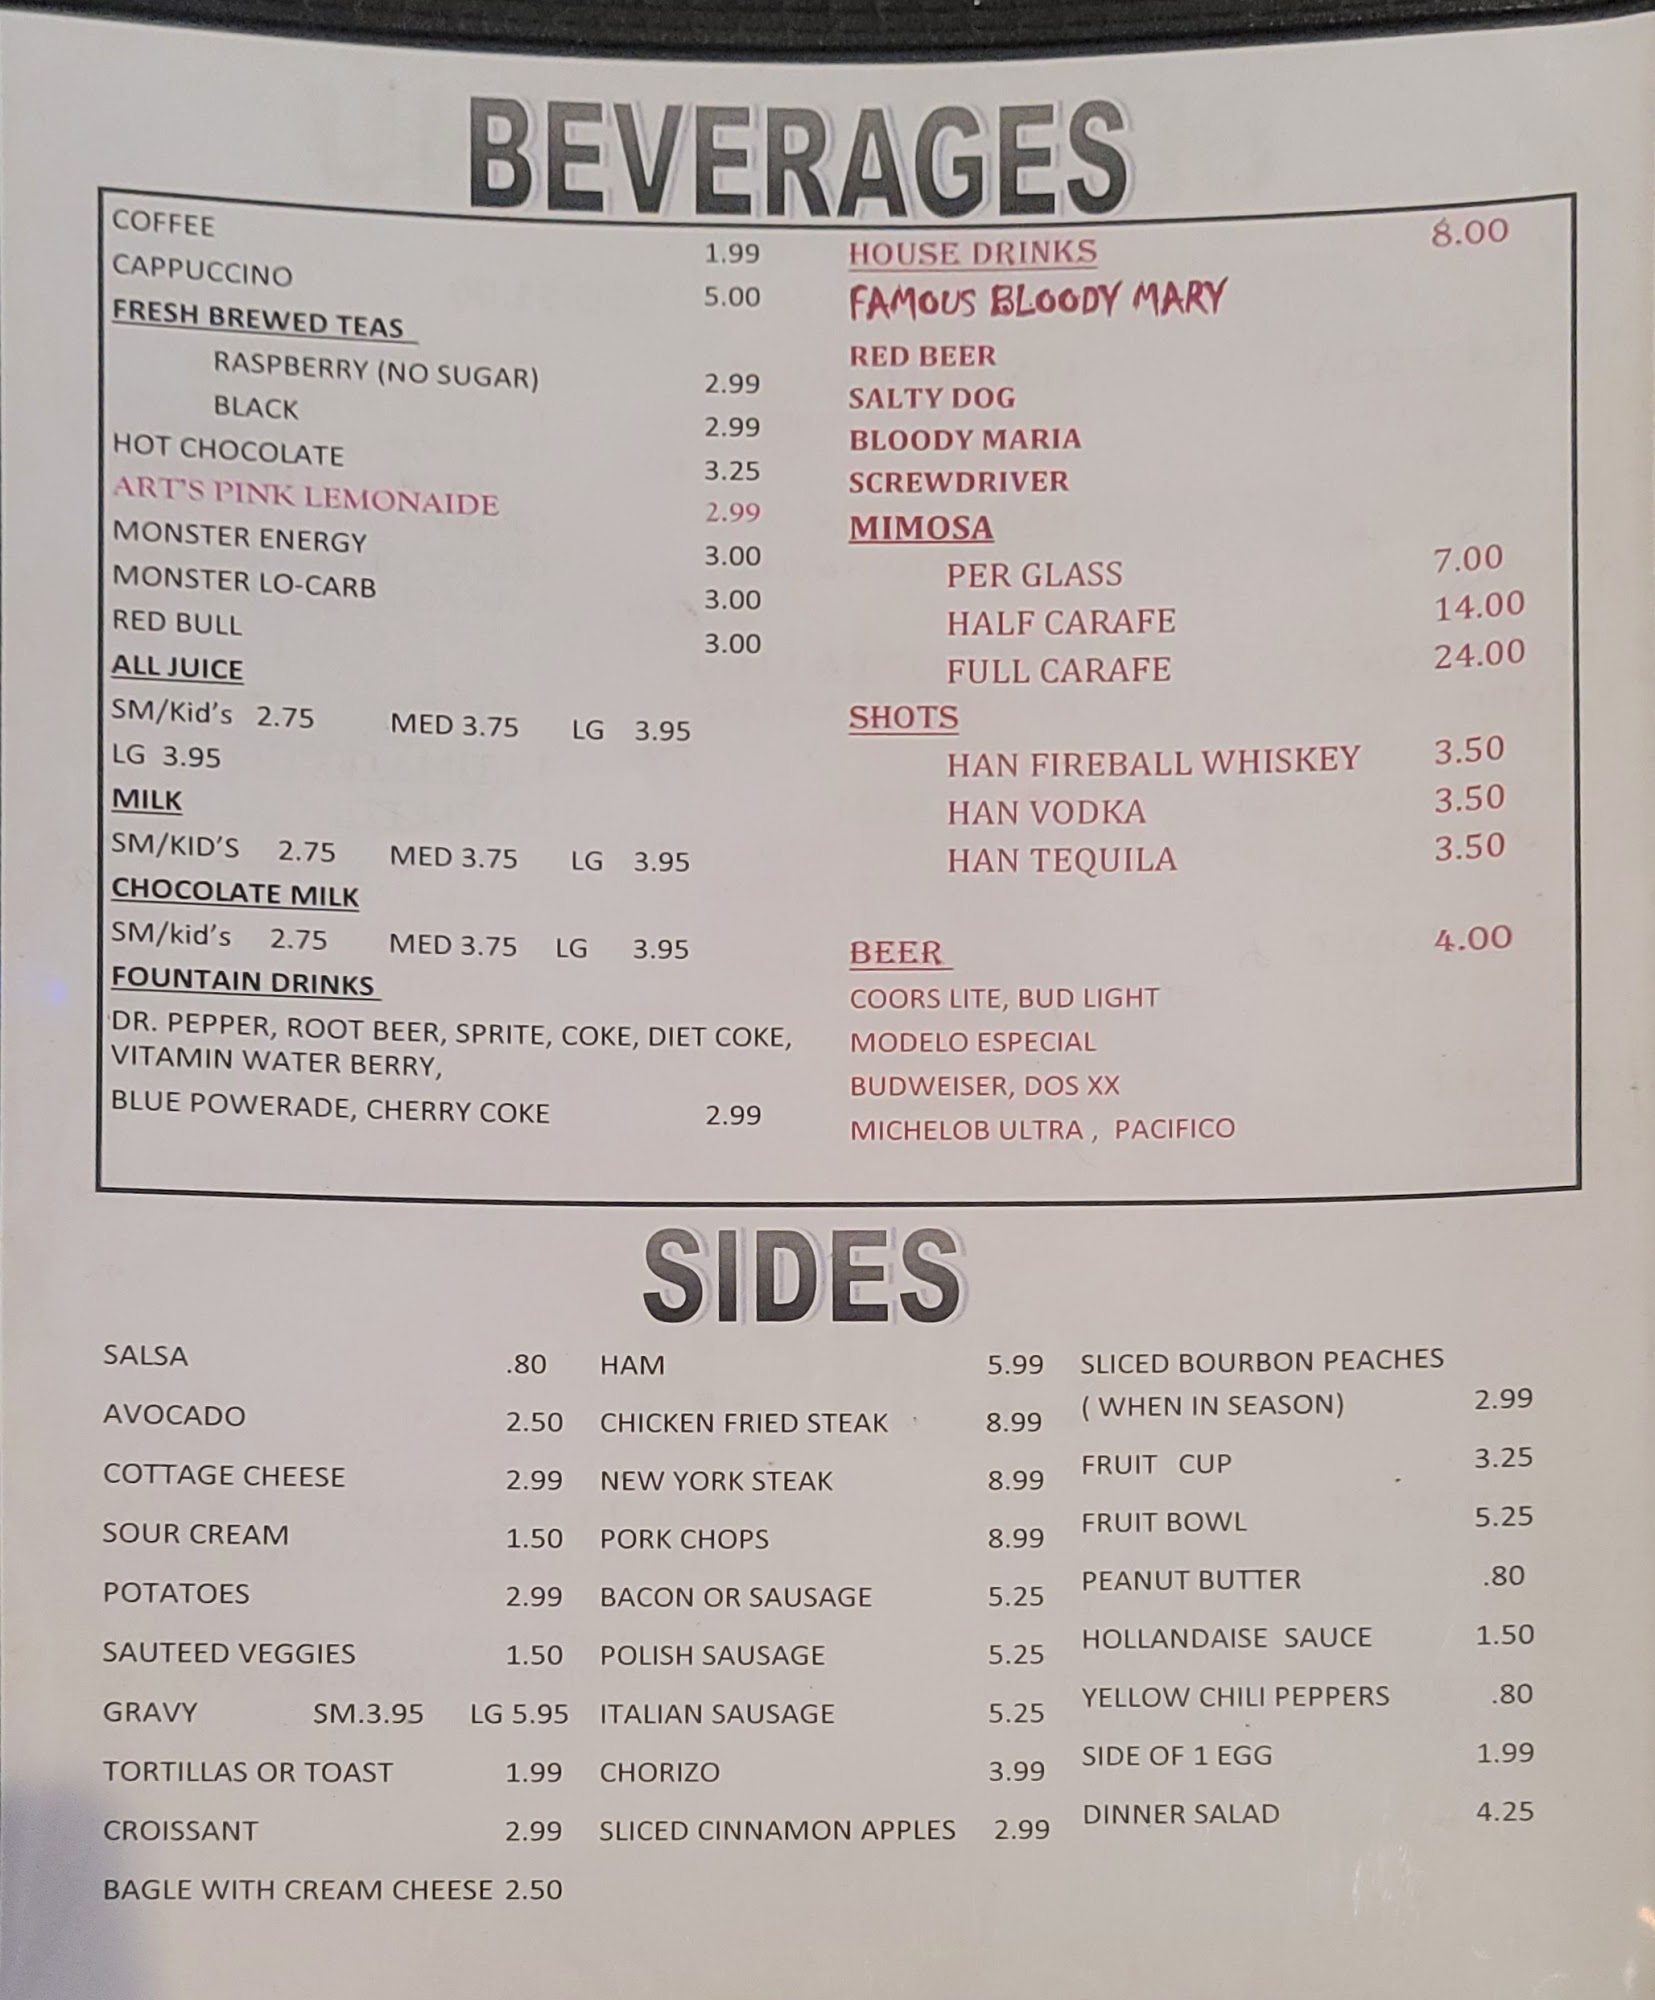 BEVERAGES
COFFEE 1.99
CAPPUCCINO 5.00
FRESH BREWED TEAS
RASPBERRY (NO SUGAR) 2.99
BLACK 2.99
HOT CHOCOLATE 3.25
ART'S PINK LEMONAIDE 2.99
MONSTER ENERGY 3.00
MONSTER LO-CARB 3.00
RED BULL 3.00
ALL JUICE
SM/Kid's 2.75 MED 3.75 LG 3.95
LG 3.95
MILK
SM/KID'S 2.75 MED 3.75 LG 3.95
CHOCOLATE MILK
SM/kid's 2.75 MED 3.75 LG 3.95
FOUNTAIN DRINKS
DR. PEPPER, ROOT BEER, SPRITE, COKE, DIET COKE,
VITAMIN WATER BERRY,
BLUE POWERADE, CHERRY COKE 2.99
HOUSE DRINKS 8.00
FAMOUS BLOODY MARY
RED BEER
SALTY DOG
BLOODY MARIA
SCREWDRIVER
MIMOSA
PER GLASS 7.00
HALF CARAFE 14.00
FULL CARAFE 24.00
SHOTS
HAN FIREBALL WHISKEY 3.50
HAN VODKA 3.50
HAN TEQUILA 3.50
BEER 4.00
COORS LITE, BUD LIGHT
MODELO ESPECIAL
BUDWEISER, DOS XX
MICHELOB ULTRA , PACIFICO
SIDES
SALSA .80
AVOCADO 2.50
COTTAGE CHEESE 2.99
SOUR CREAM 1.50
POTATOES 2.99
SAUTEED VEGGIES 1.50
GRAVY SM.3.95 LG 5.95
TORTILLAS OR TOAST 1.99
CROISSANT 2.99
BAGLE WITH CREAM CHEESE 2.50
HAM 5.99
CHICKEN FRIED STEAK 8.99
NEW YORK STEAK 8.99
PORK CHOPS 8.99
BACON OR SAUSAGE 5.25
POLISH SAUSAGE 5.25
ITALIAN SAUSAGE 5.25
CHORIZO 3.99
SLICED CINNAMON APPLES 2.99
SLICED BOURBON PEACHES
( WHEN IN SEASON) 2.99
FRUIT CUP 3.25
FRUIT BOWL 5.25
PEANUT BUTTER .80
HOLLANDAISE SAUCE 1.50
YELLOW CHILI PEPPERS .80
SIDE OF 1 EGG 1.99
DINNER SALAD 4.25